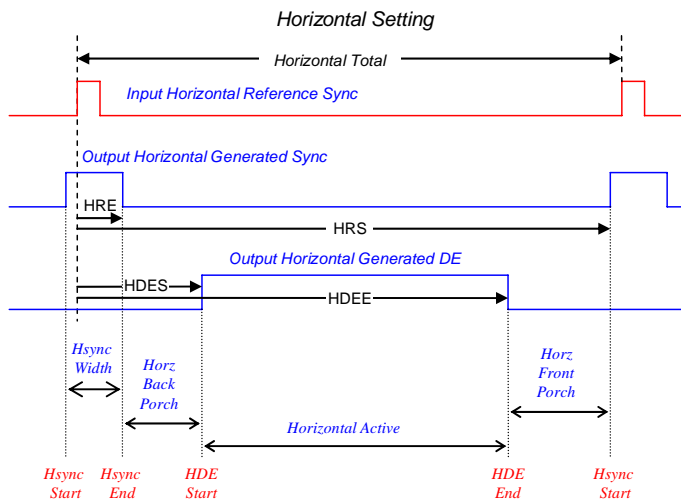 Horizontal Setting
Horizontal Total
Input Horizontal Reference Sync
Output Horizontal Generated Sync
HRE
HRS
Output Horizontal Generated DE
HDES
HDEE
Hsync
Width
Horz
Back
Porch
Horizontal Active
Horz
Front
Porch
Hsync
Start
Hsync
End
HDE
Start
HDE
End
Hsync
Start